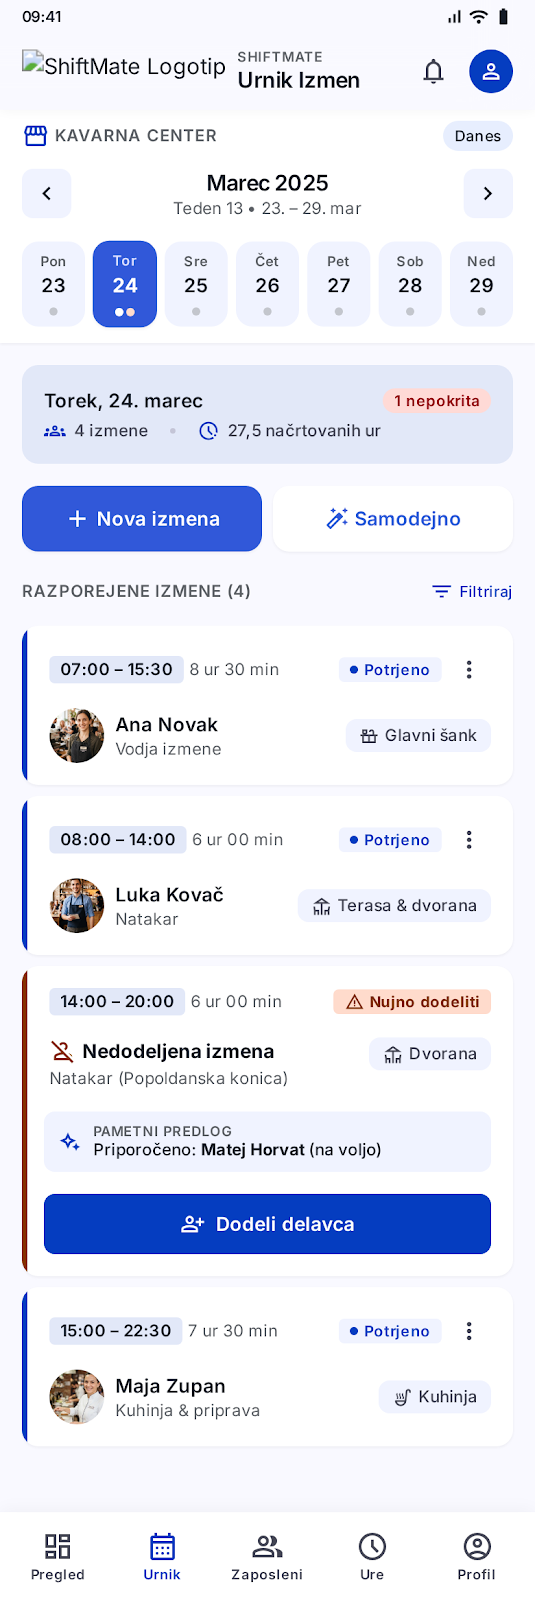 09:41
ShiftMate Logotip
SHIFTMATE
Urnik Izmen
KAVARNA CENTER
Danes
Marec 2025
Teden 13 • 23. – 29. mar
Pon Tor Sre Čet Pet Sob Ned
23 24 25 26 27 28 29
Torek, 24. marec
1 nepokrita
4 izmene • 27,5 načrtovanih ur
+ Nova izmena
Samodejno
RAZPOREJENE IZMENE (4)
Filtriraj
07:00 – 15:30 8 ur 30 min
Potrjeno
Ana Novak
Vodja izmene
Glavni šank
08:00 – 14:00 6 ur 00 min
Potrjeno
Luka Kovač
Natakar
Terasa & dvorana
14:00 – 20:00 6 ur 00 min
Nujno dodeliti
Nedodeljena izmena
Natakar (Popoldanska konica)
Dvorana
PAMETNI PREDLOG
Priporočeno: Matej Horvat (na voljo)
Dodeli delavca
15:00 – 22:30 7 ur 30 min
Potrjeno
Maja Zupan
Kuhinja & priprava
Kuhinja
Pregled Urnik Zaposleni Ure Profil